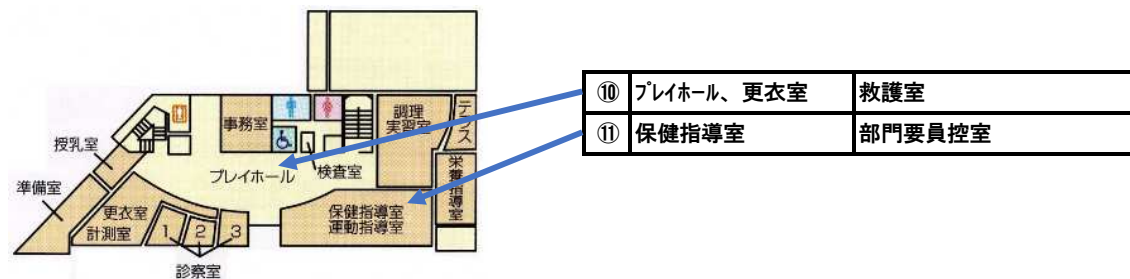 ⑩ プレイホール、更衣室 救護室
⑪ 保健指導室 部門要員控室
事務室
調理
実習室
テラス
授乳室
プレイホール
検査室
栄養指導室
準備室
更衣室
計測室
1 2 3
保健指導室
運動指導室
診察室